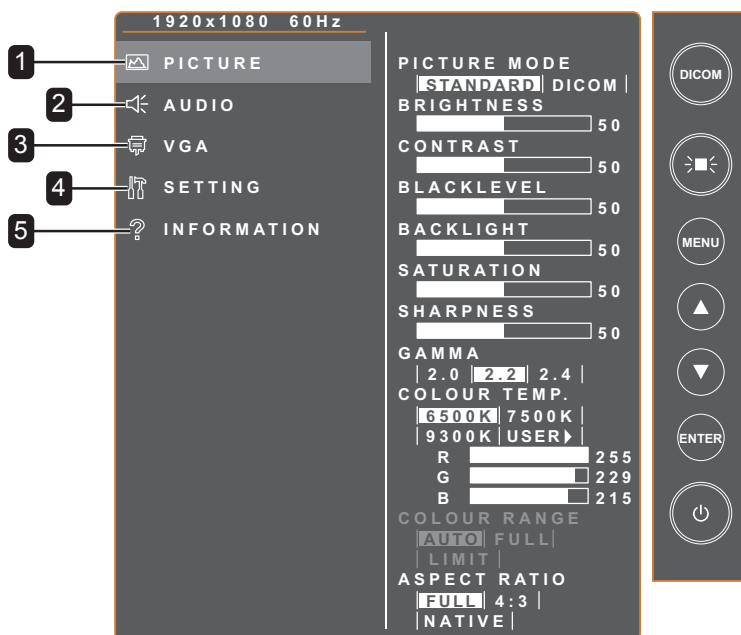 1920x1080 60Hz
1 PICTURE
2 AUDIO
3 VGA
4 SETTING
5 INFORMATION
PICTURE MODE
STANDARD DICOM
BRIGHTNESS
50
CONTRAST
50
BLACKLEVEL
50
BACKLIGHT
50
SATURATION
50
SHARPNESS
50
GAMMA
2.0 2.2 2.4
COLOUR TEMP.
6500K 7500K
9300K USER
R 255
G 229
B 215
COLOUR RANGE
AUTO FULL
LIMIT
ASPECT RATIO
FULL 4:3
NATIVE
DICOM
MENU
ENTER